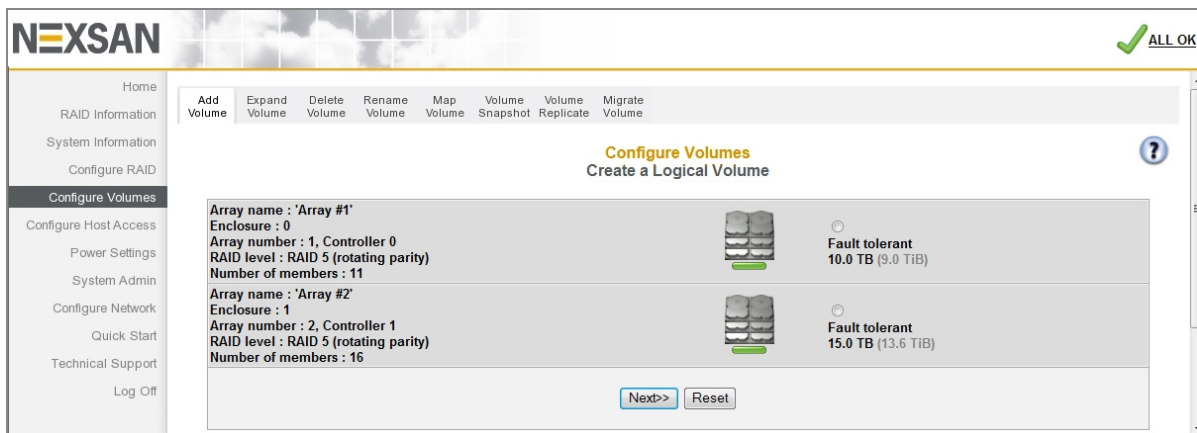 NEXSAN
ALL OK
Home
RAID Information
System Information
Configure RAID
Configure Volumes
Configure Host Access
Power Settings
System Admin
Configure Network
Quick Start
Technical Support
Log Off
Add Volume
Expand Volume
Delete Volume
Rename Volume
Map Volume
Volume Snapshot
Volume Replicate
Migrate Volume
Configure Volumes
Create a Logical Volume
?
Array name : 'Array #1'
Enclosure : 0
Array number : 1, Controller 0
RAID level : RAID 5 (rotating parity)
Number of members : 11
Fault tolerant
10.0 TB (9.0 TiB)
Array name : 'Array #2'
Enclosure : 1
Array number : 2, Controller 1
RAID level : RAID 5 (rotating parity)
Number of members : 16
Fault tolerant
15.0 TB (13.6 TiB)
Next>>
Reset